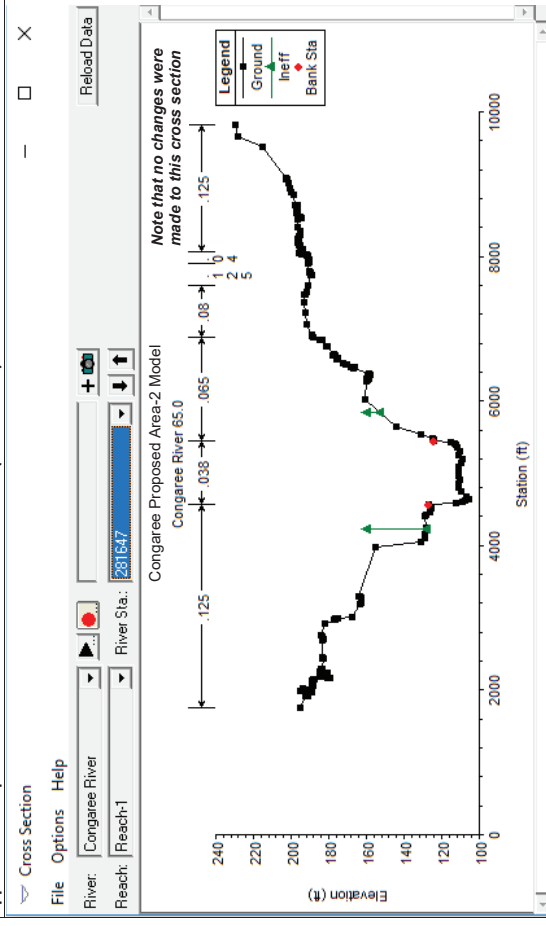 Cross Section
File Options Help
River: Congaree River
Reload Data
Reach: Reach-1 River Sta.: 281647
Congaree Proposed Area-2 Model
Congaree River 65.0
Note that no changes were
made to this cross section
.125
.038
.065
.08
.125
.0
4
1
2
5
Legend
Ground
Ineff
Bank Sta
240
220
200
180
160
140
120
100
Elevation (ft)
0
2000
4000
6000
8000
10000
Station (ft)